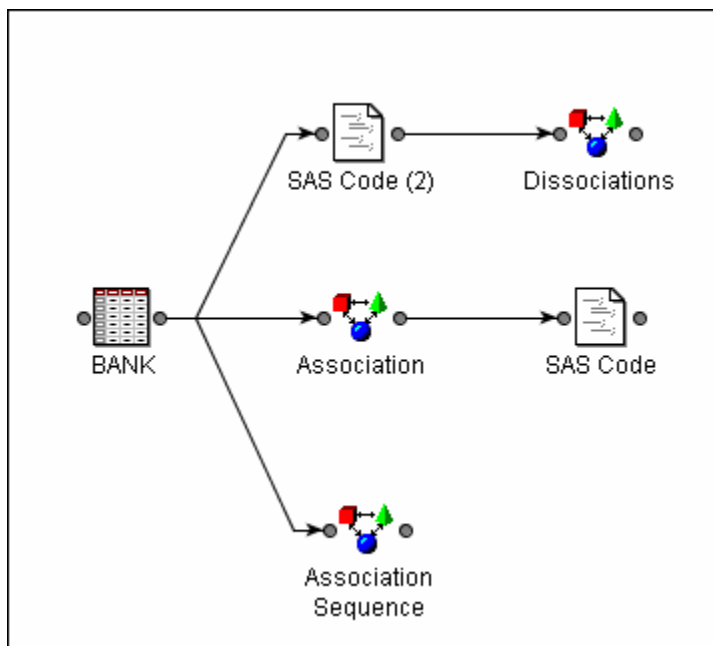 SAS Code (2)
Dissociations
BANK
Association
SAS Code
Association
Sequence